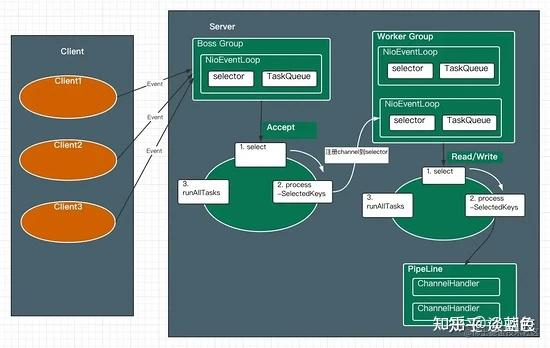 Client
Client1
Client2
Client3
Event
Event
Event
Server
Boss Group
NioEventLoop
selector
TaskQueue
Accept
1. select
2. process
-SelectedKeys
3.
runAllTasks
注册channel到selector
Worker Group
NioEventLoop
selector
TaskQueue
NioEventLoop
selector
TaskQueue
Read/Write
1. select
2. process
-SelectedKeys
3.
runAllTasks
PipeLine
ChannelHandler
ChannelHandler
知乎 @淡蓝色